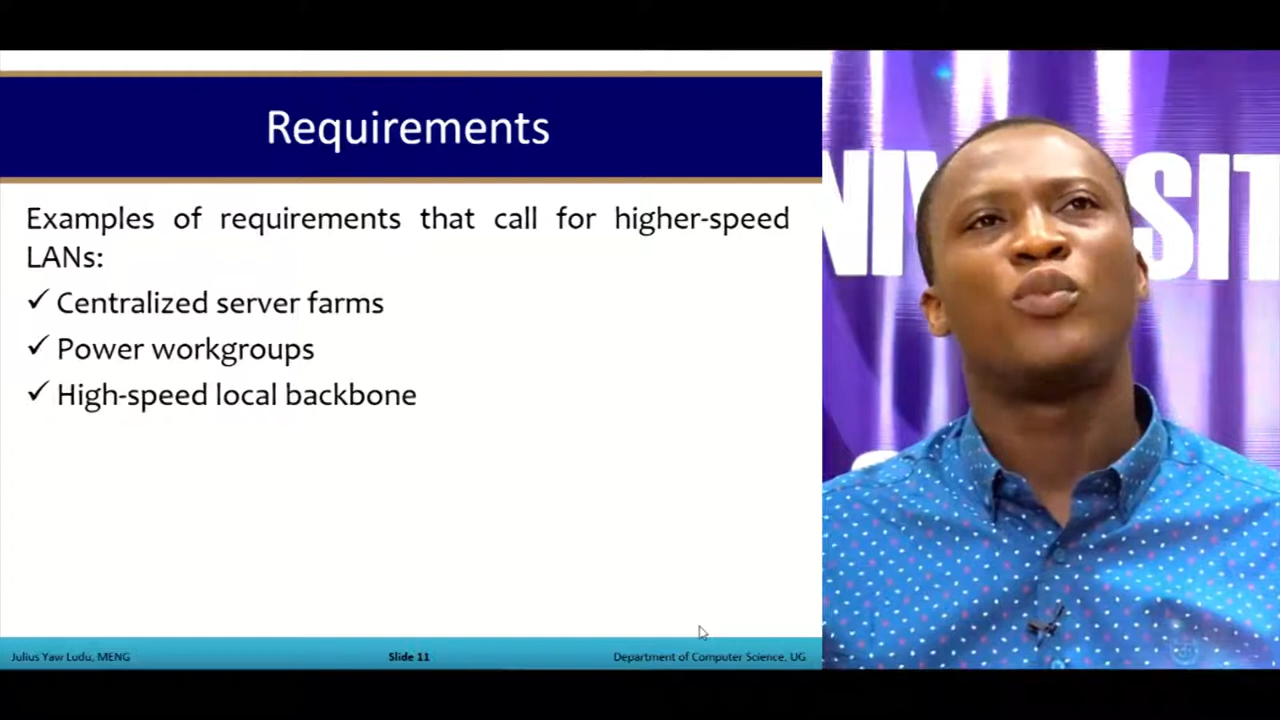 Requirements
Examples of requirements that call for higher-speed
LANs:
✓ Centralized server farms
✓ Power workgroups
✓ High-speed local backbone
Julius Yaw Ludu, MENG
Slide 11
Department of Computer Science, UG